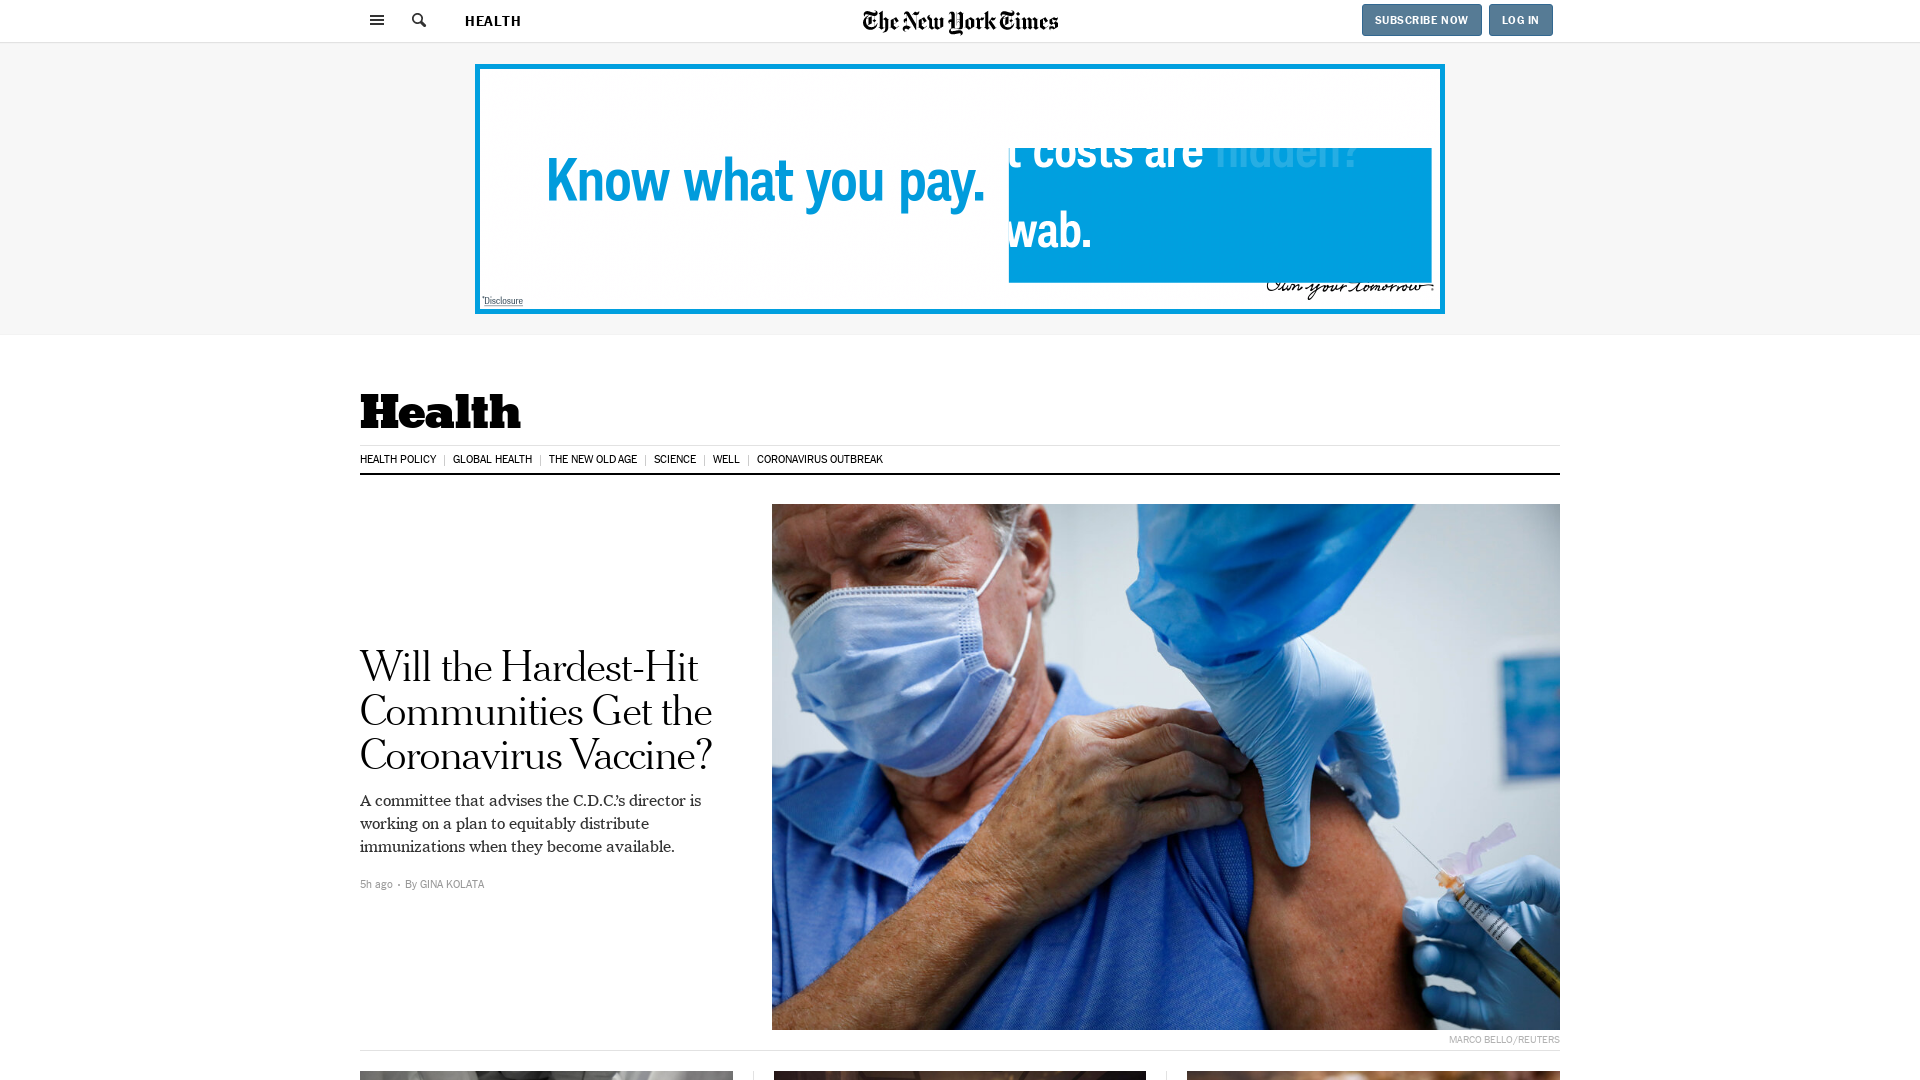 HEALTH
The New York Times
SUBSCRIBE NOW
LOG IN
Know what you pay.
t costs are hidden?
wab.
Own your tomorrow.
*Disclosure
Health
HEALTH POLICY
GLOBAL HEALTH
THE NEW OLD AGE
SCIENCE
WELL
CORONAVIRUS OUTBREAK
Will the Hardest-Hit
Communities Get the
Coronavirus Vaccine?
A committee that advises the C.D.C.’s director is
working on a plan to equitably distribute
immunizations when they become available.
5h ago · By GINA KOLATA
MARCO BELLO/REUTERS